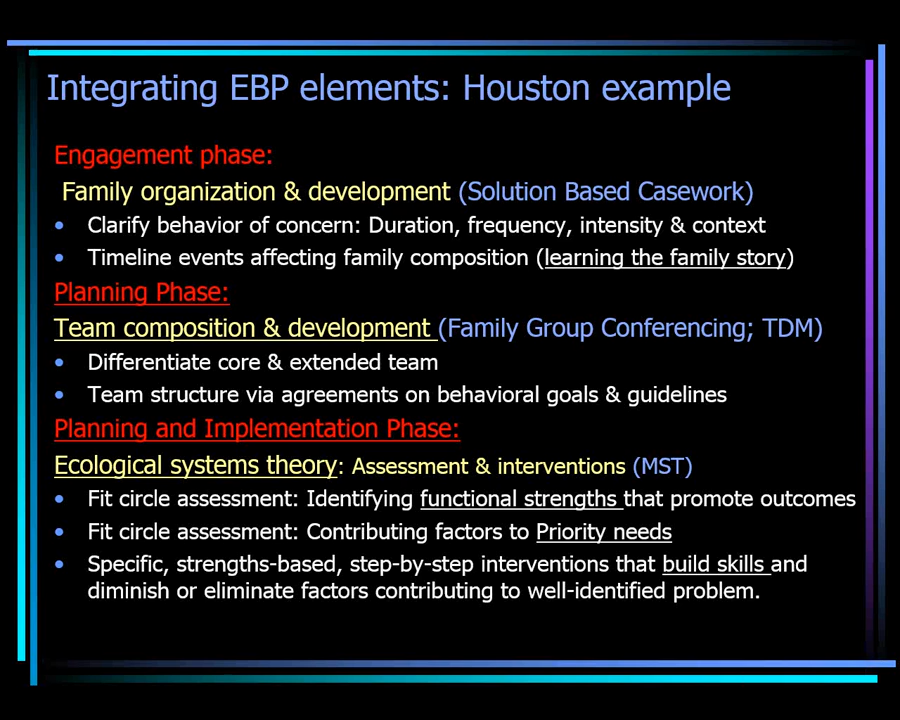 Integrating EBP elements: Houston example
Engagement phase:
Family organization & development (Solution Based Casework)
• Clarify behavior of concern: Duration, frequency, intensity & context
• Timeline events affecting family composition (learning the family story)
Planning Phase:
Team composition & development (Family Group Conferencing; TDM)
• Differentiate core & extended team
• Team structure via agreements on behavioral goals & guidelines
Planning and Implementation Phase:
Ecological systems theory: Assessment & interventions (MST)
• Fit circle assessment: Identifying functional strengths that promote outcomes
• Fit circle assessment: Contributing factors to Priority needs
• Specific, strengths-based, step-by-step interventions that build skills and
diminish or eliminate factors contributing to well-identified problem.